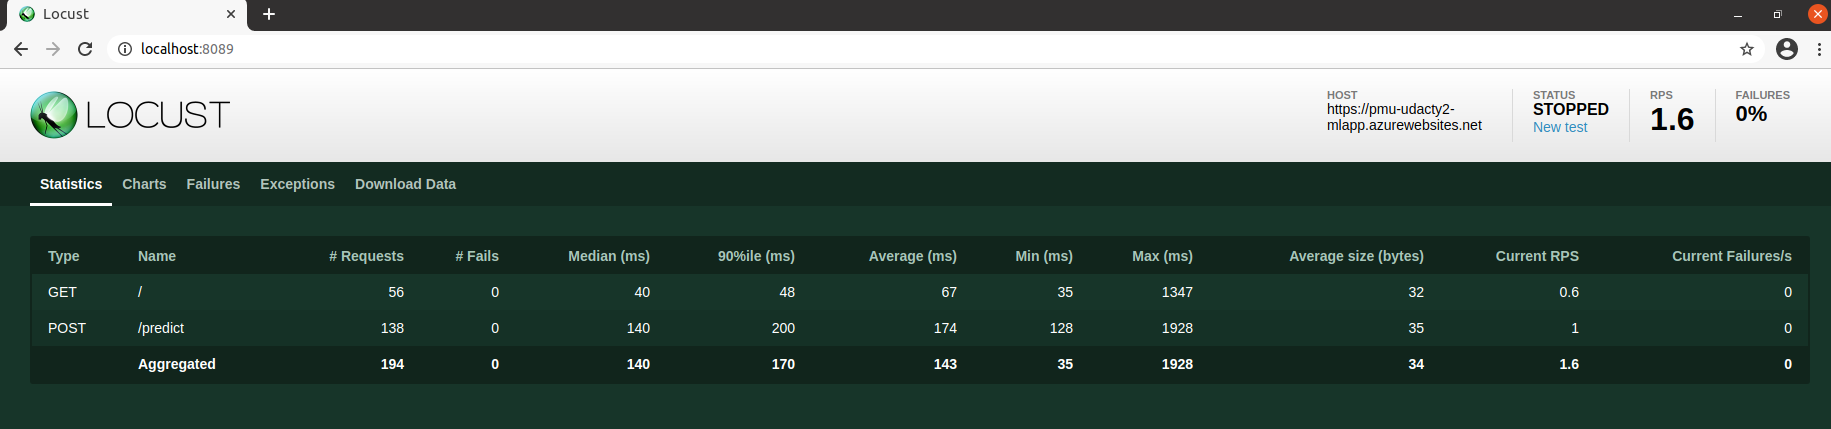 Locust
localhost:8089
LOCUST
HOST
https://pmu-udacty2-
mlapp.azurewebsites.net
STATUS
STOPPED
New test
RPS
1.6
FAILURES
0%
Statistics Charts Failures Exceptions Download Data
Type Name # Requests # Fails Median (ms) 90%ile (ms) Average (ms) Min (ms) Max (ms) Average size (bytes) Current RPS Current Failures/s
GET / 56 0 40 48 67 35 1347 32 0.6 0
POST /predict 138 0 140 200 174 128 1928 35 1 0
Aggregated 194 0 140 170 143 35 1928 34 1.6 0